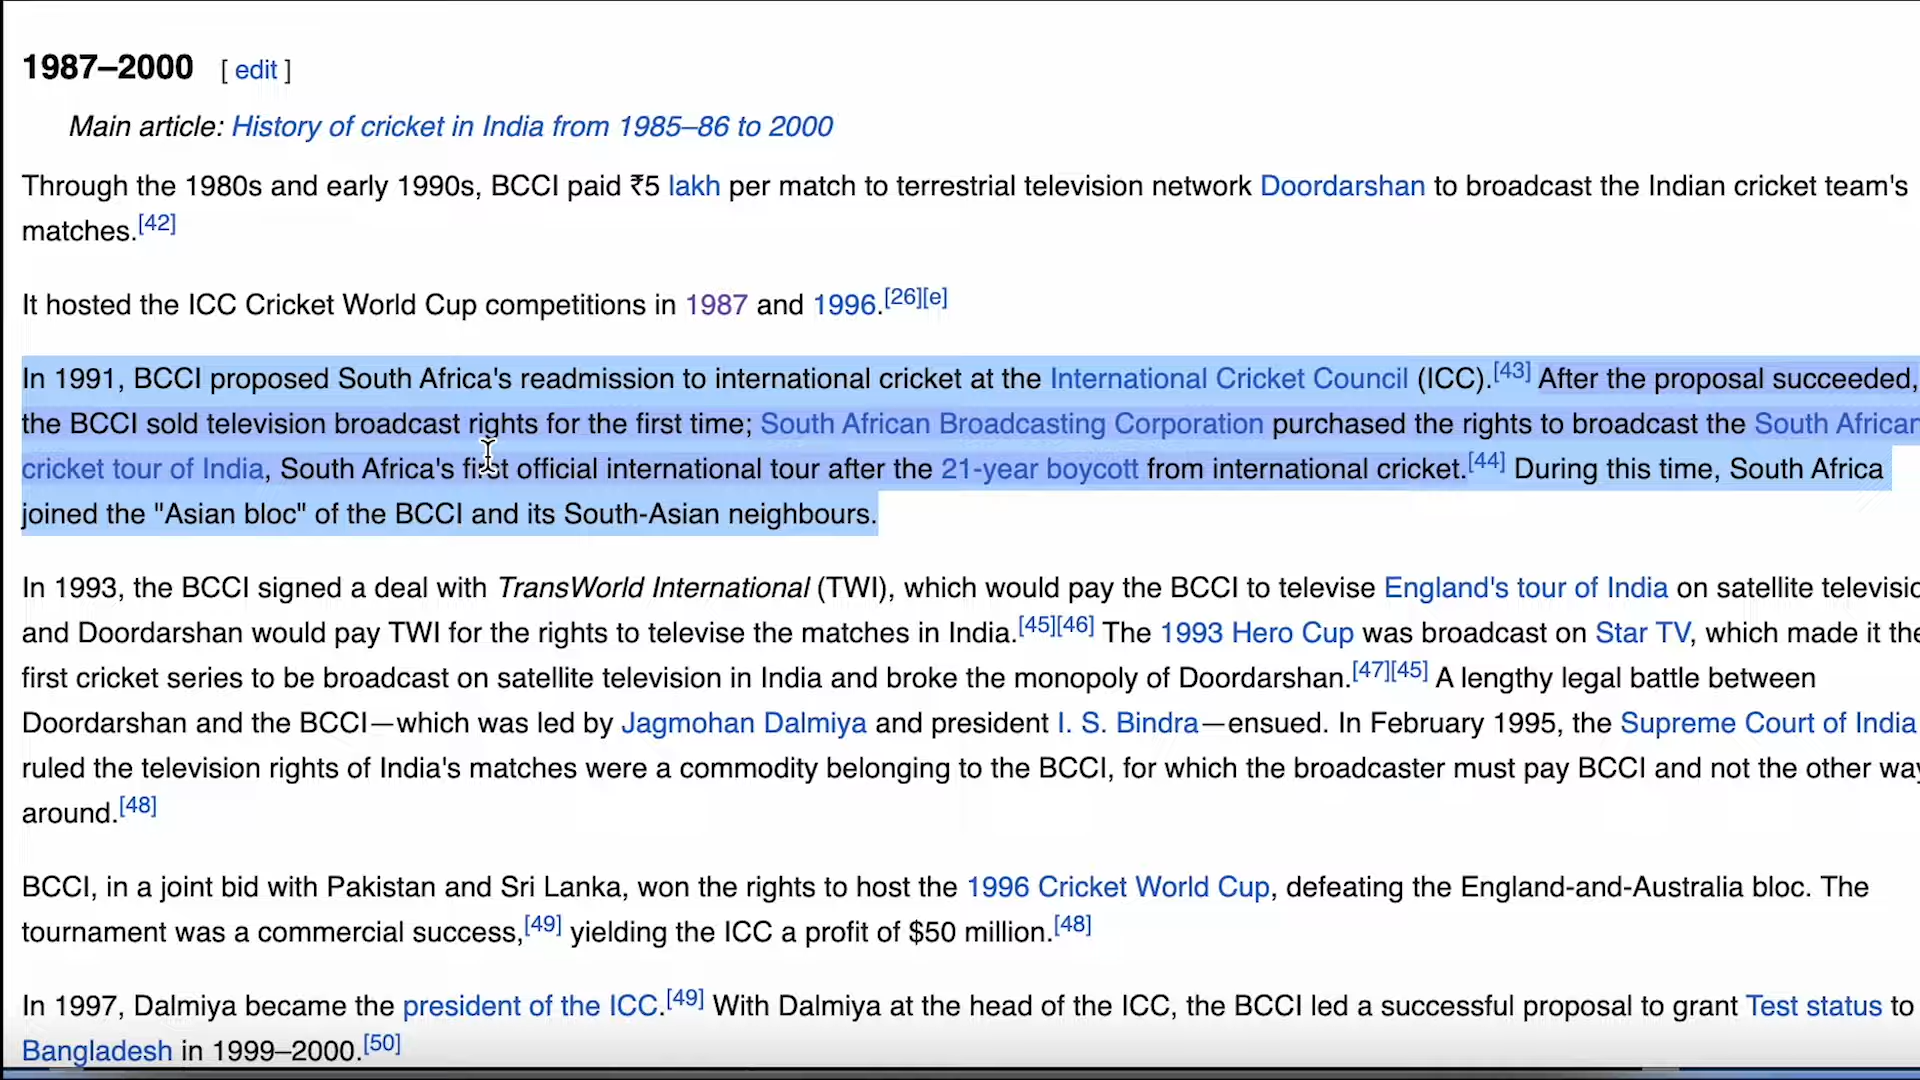 1987–2000 [ edit ]
Main article: History of cricket in India from 1985–86 to 2000
Through the 1980s and early 1990s, BCCI paid ₹5 lakh per match to terrestrial television network Doordarshan to broadcast the Indian cricket team's
matches.[42]
It hosted the ICC Cricket World Cup competitions in 1987 and 1996.[26][e]
In 1991, BCCI proposed South Africa's readmission to international cricket at the International Cricket Council (ICC).[43] After the proposal succeeded,
the BCCI sold television broadcast rights for the first time; South African Broadcasting Corporation purchased the rights to broadcast the South African
cricket tour of India, South Africa's first official international tour after the 21-year boycott from international cricket.[44] During this time, South Africa
joined the "Asian bloc" of the BCCI and its South-Asian neighbours.
In 1993, the BCCI signed a deal with TransWorld International (TWI), which would pay the BCCI to televise England's tour of India on satellite televisio
and Doordarshan would pay TWI for the rights to televise the matches in India.[45][46] The 1993 Hero Cup was broadcast on Star TV, which made it the
first cricket series to be broadcast on satellite television in India and broke the monopoly of Doordarshan.[47][45] A lengthy legal battle between
Doordarshan and the BCCI—which was led by Jagmohan Dalmiya and president I. S. Bindra—ensued. In February 1995, the Supreme Court of India
ruled the television rights of India's matches were a commodity belonging to the BCCI, for which the broadcaster must pay BCCI and not the other way
around.[48]
BCCI, in a joint bid with Pakistan and Sri Lanka, won the rights to host the 1996 Cricket World Cup, defeating the England-and-Australia bloc. The
tournament was a commercial success,[49] yielding the ICC a profit of $50 million.[48]
In 1997, Dalmiya became the president of the ICC.[49] With Dalmiya at the head of the ICC, the BCCI led a successful proposal to grant Test status to
Bangladesh in 1999–2000.[50]